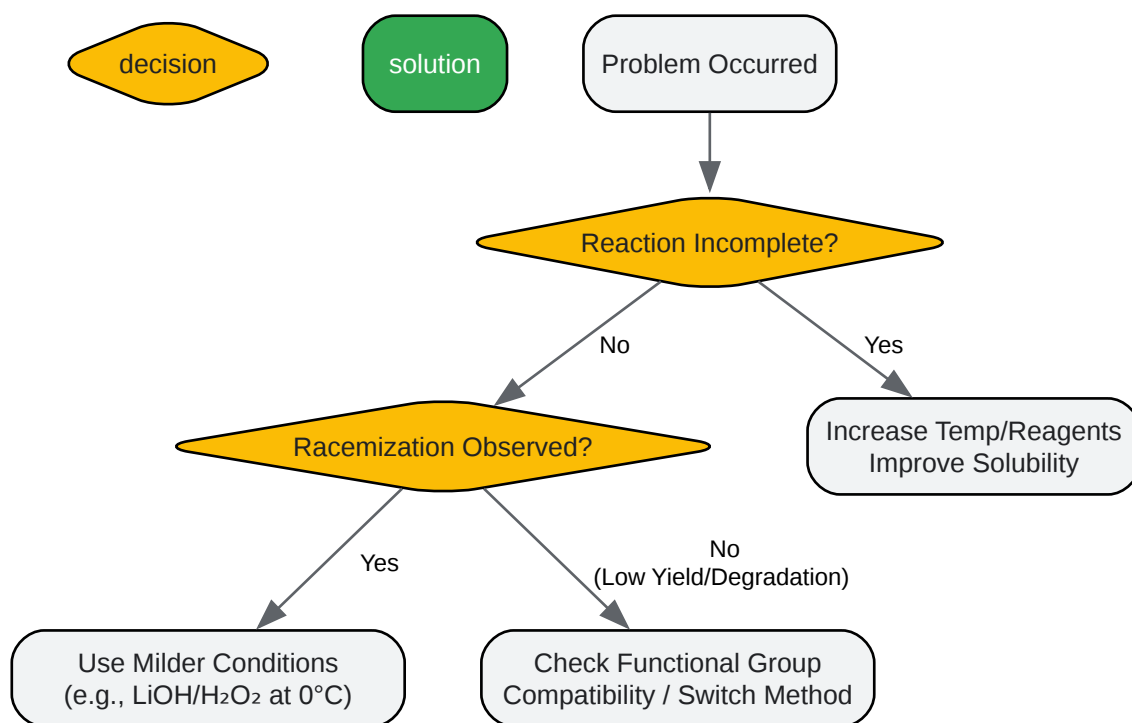 decision
solution
Problem Occurred
Reaction Incomplete?
No
Yes
Increase Temp/Reagents
Improve Solubility
Racemization Observed?
Yes
No
(Low Yield/Degradation)
Use Milder Conditions
(e.g., LiOH/H₂O₂ at 0°C)
Check Functional Group
Compatibility / Switch Method